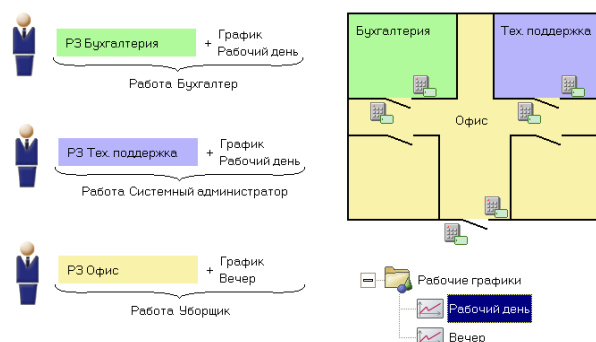 РЗ Бухгалтерия
+ График
Рабочий день
Работа Бухгалтер
РЗ Тех. поддержка
+ График
Рабочий день
Работа Системный администратор
РЗ Офис
+ График
Вечер
Работа Уборщик
Бухгалтерия
Тех. поддержка
Офис
Рабочие графики
Рабочий день
Вечер